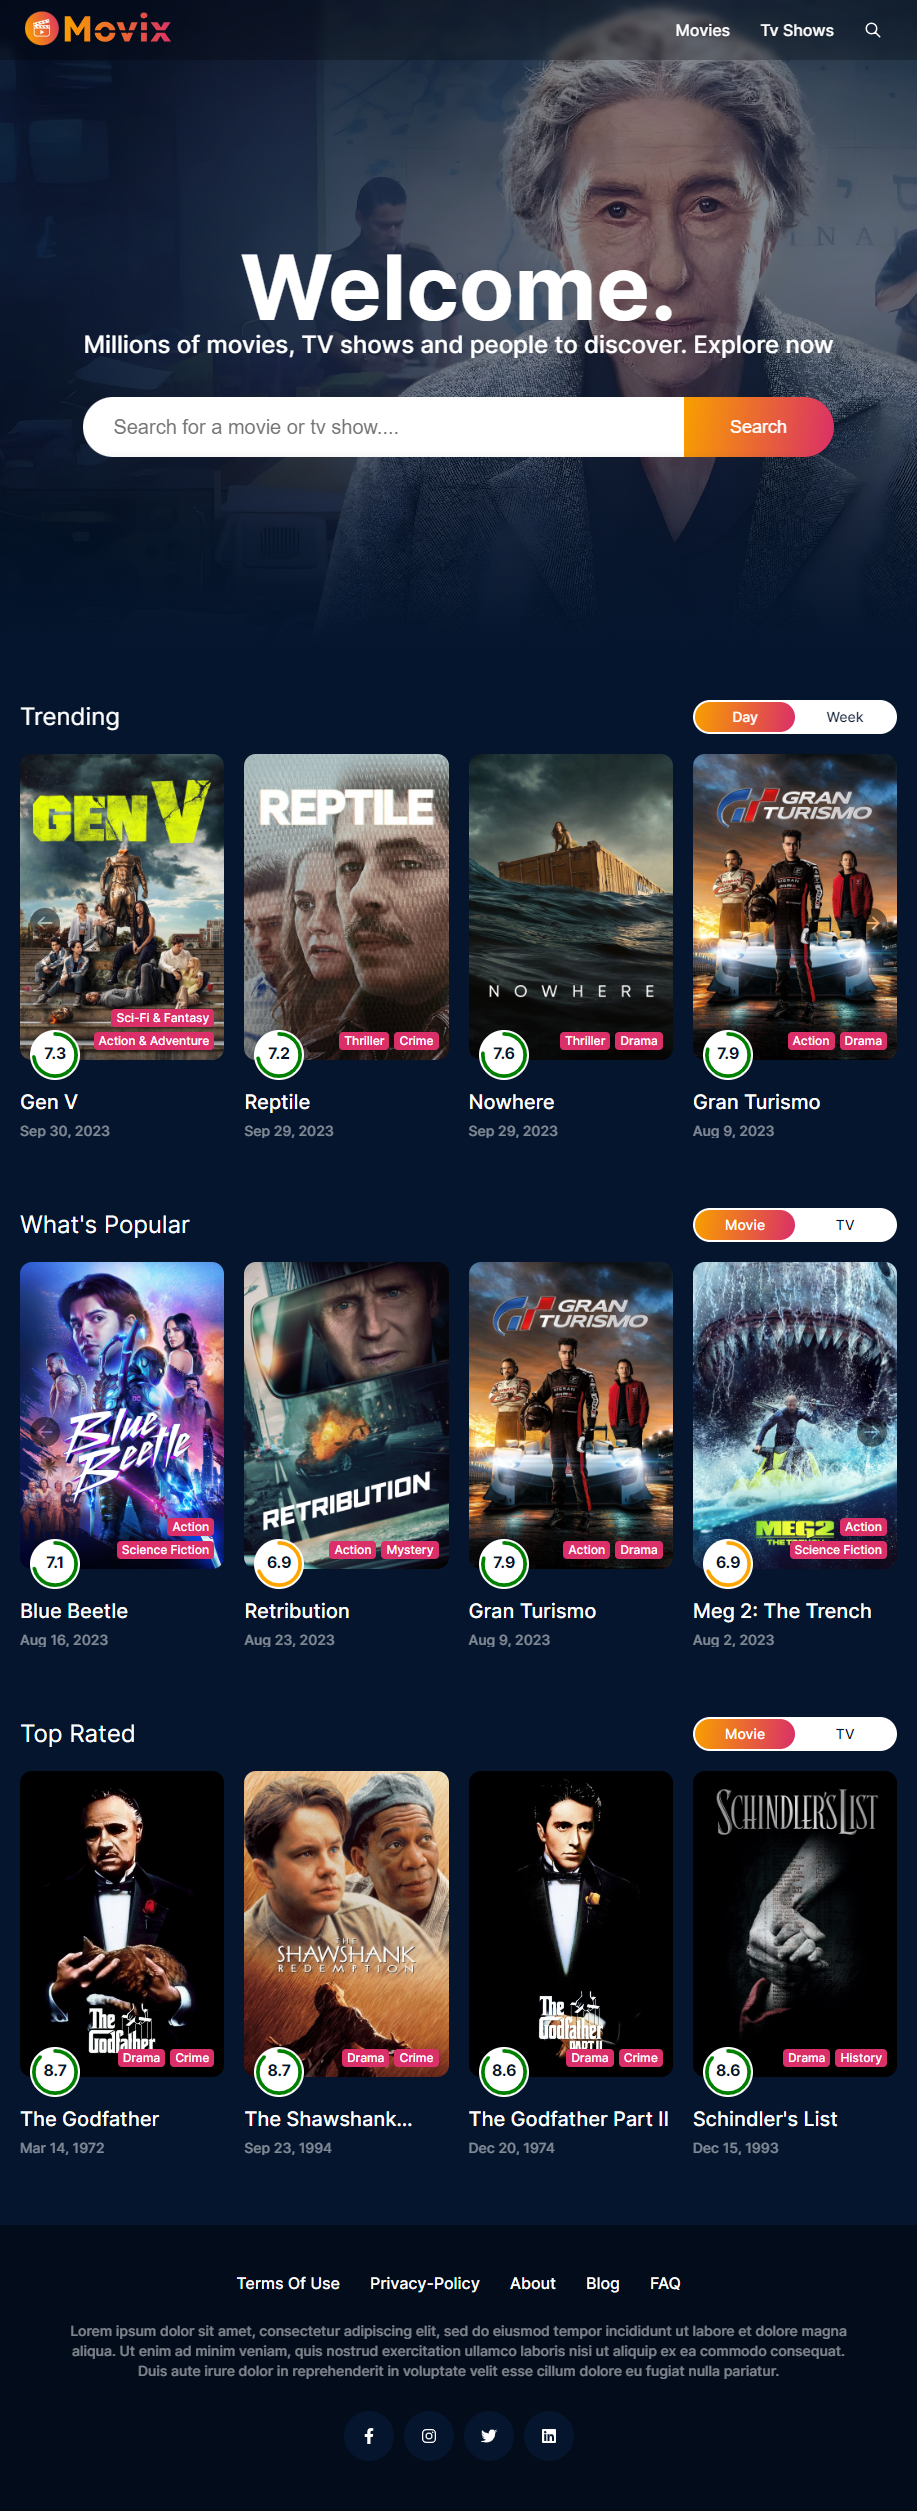 Movix
Movies Tv Shows
Welcome.
Millions of movies, TV shows and people to discover. Explore now
Search for a movie or tv show.... Search
Trending Day Week
GEN V
Sci-Fi & Fantasy
Action & Adventure
7.3
Gen V
Sep 30, 2023
REPTILE
Thriller Crime
7.2
Reptile
Sep 29, 2023
NOWHERE
Thriller Drama
7.6
Nowhere
Sep 29, 2023
GRAN
TURISMO
Action Drama
7.9
Gran Turismo
Aug 9, 2023
What's Popular Movie TV
DC
Blue
Beetle
Action
Science Fiction
7.1
Blue Beetle
Aug 16, 2023
RETRIBUTION
Action Mystery
6.9
Retribution
Aug 23, 2023
GRAN
TURISMO
Action Drama
7.9
Gran Turismo
Aug 9, 2023
MEG2
Action
Science Fiction
6.9
Meg 2: The Trench
Aug 2, 2023
Top Rated Movie TV
The
Godfather
Drama Crime
8.7
The Godfather
Mar 14, 1972
THE
SHAWSHANK
REDEMPTION
Drama Crime
8.7
The Shawshank...
Sep 23, 1994
The
Godfather
PART II
Drama Crime
8.6
The Godfather Part II
Dec 20, 1974
SCHINDLER'S LIST
Drama History
8.6
Schindler's List
Dec 15, 1993
Terms Of Use Privacy-Policy About Blog FAQ
Lorem ipsum dolor sit amet, consectetur adipiscing elit, sed do eiusmod tempor incididunt ut labore et dolore magna
aliqua. Ut enim ad minim veniam, quis nostrud exercitation ullamco laboris nisi ut aliquip ex ea commodo consequat.
Duis aute irure dolor in reprehenderit in voluptate velit esse cillum dolore eu fugiat nulla pariatur.